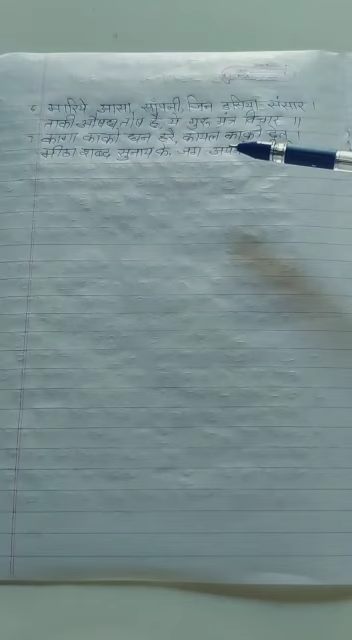 6. मारिये आसा, सांपनी, जिन डसिया संसार ।
ताकी औषध तोष है ये गुरु मंत्र विचार ॥
7. कागा काको धन हरै, कोयल काको देत ।
मीठा शब्द सुनाय के, जग